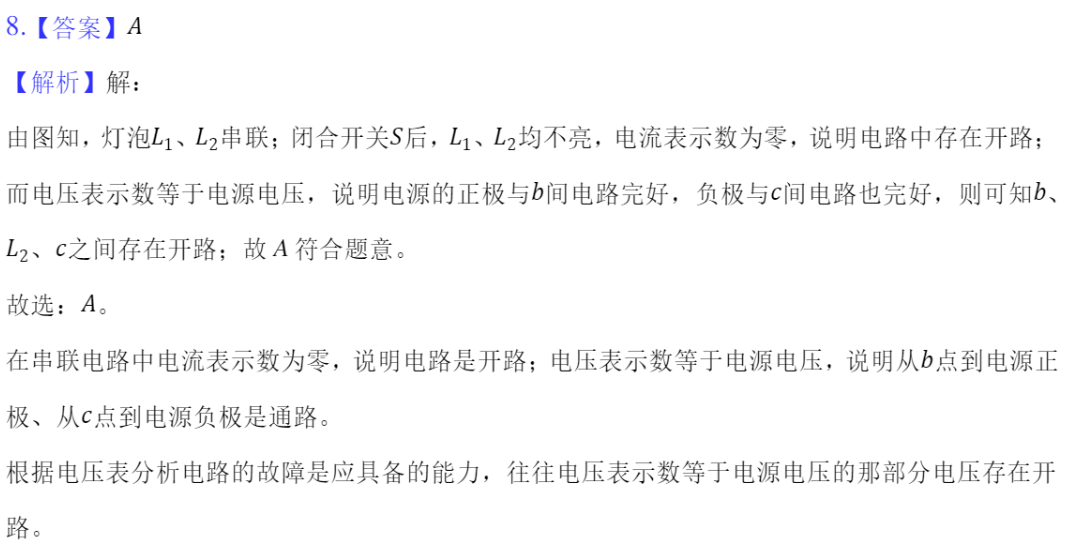 8.【答案】A
【解析】解：
由图知，灯泡L₁、L₂串联；闭合开关S后，L₁、L₂均不亮，电流表示数为零，说明电路中存在开路；
而电压表示数等于电源电压，说明电源的正极与b间电路完好，负极与c间电路也完好，则可知b、
L₂、c之间存在开路；故 A 符合题意。
故选：A。
在串联电路中电流表示数为零，说明电路是开路；电压表示数等于电源电压，说明从b点到电源正
极、从c点到电源负极是通路。
根据电压表分析电路的故障是应具备的能力，往往电压表示数等于电源电压的那部分电压存在开
路。